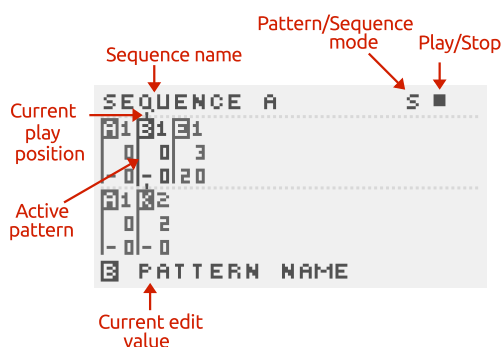 Pattern/Sequence
mode
Play/Stop
Sequence name
SEQUENCE A S
Current
play
position
A1 B1 E1
0 0 3
-0 -0 20
Active
pattern
A1 K2
0 2
-0 -0
B PATTERN NAME
Current edit
value